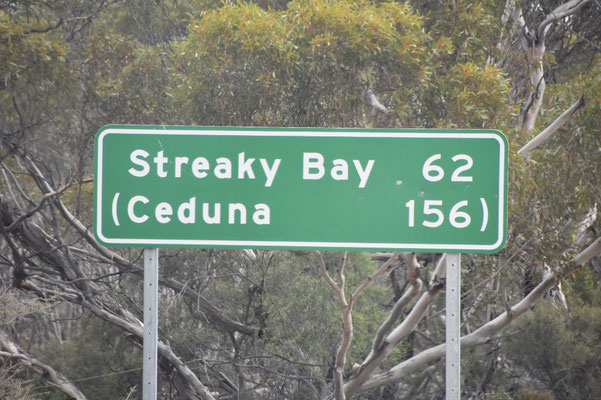 Streaky Bay 62
(Ceduna 156)